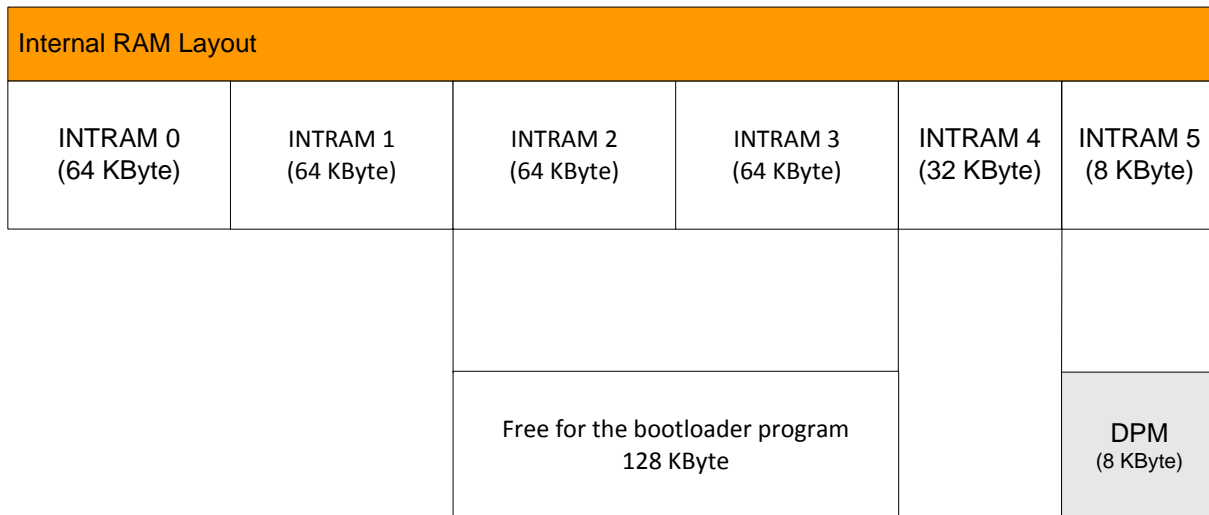 Internal RAM Layout
INTRAM 0
(64 KByte)
INTRAM 1
(64 KByte)
INTRAM 2
(64 KByte)
INTRAM 3
(64 KByte)
INTRAM 4
(32 KByte)
INTRAM 5
(8 KByte)
Free for the bootloader program
128 KByte
DPM
(8 KByte)